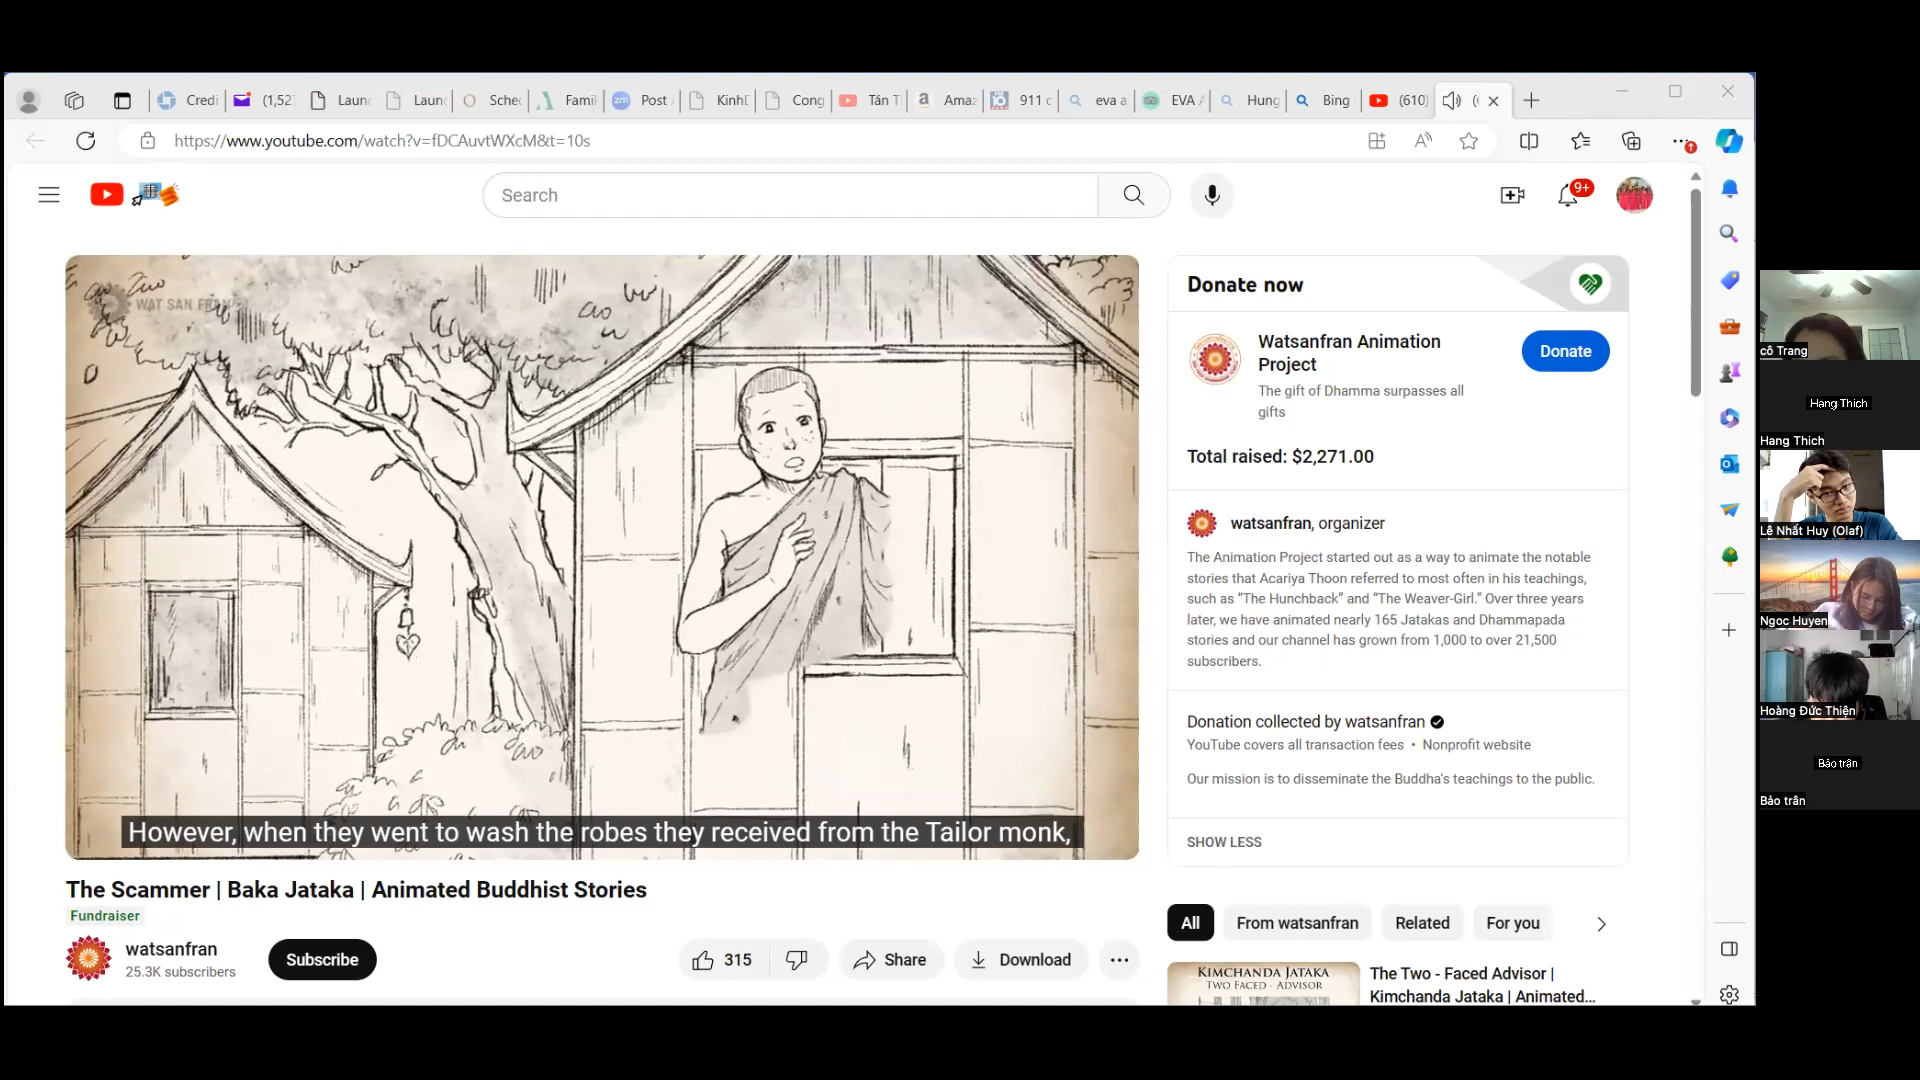 Credi
(1,527
Laun
Laun
Sche
Famil
zm
Post
KinhD
Cong
Tán T
Amaz
911 c
eva a
EVA A
Hung
Bing
(610)
https://www.youtube.com/watch?v=fDCAuvtWXcM&t=10s
Search
9+
WAT SAN FRAN
However, when they went to wash the robes they received from the Tailor monk,
The Scammer | Baka Jataka | Animated Buddhist Stories
Fundraiser
watsanfran
25.3K subscribers
Subscribe
315
Share
Download
Donate now
Watsanfran Animation
Project
The gift of Dhamma surpasses all
gifts
Donate
Total raised: $2,271.00
watsanfran, organizer
The Animation Project started out as a way to animate the notable
stories that Acariya Thoon referred to most often in his teachings,
such as “The Hunchback” and “The Weaver-Girl.” Over three years
later, we have animated nearly 165 Jatakas and Dhammapada
stories and our channel has grown from 1,000 to over 21,500
subscribers.
Donation collected by watsanfran
YouTube covers all transaction fees • Nonprofit website
Our mission is to disseminate the Buddha's teachings to the public.
SHOW LESS
All
From watsanfran
Related
For you
KIMCHANDA JATAKA
TWO FACED - ADVISOR
The Two - Faced Advisor |
Kimchanda Jataka | Animated...
cô Trang
Hang Thich
Hang Thich
Lê Nhất Huy (Olaf)
Ngoc Huyen
Hoàng Đức Thiện
Bảo trân
Bảo trân